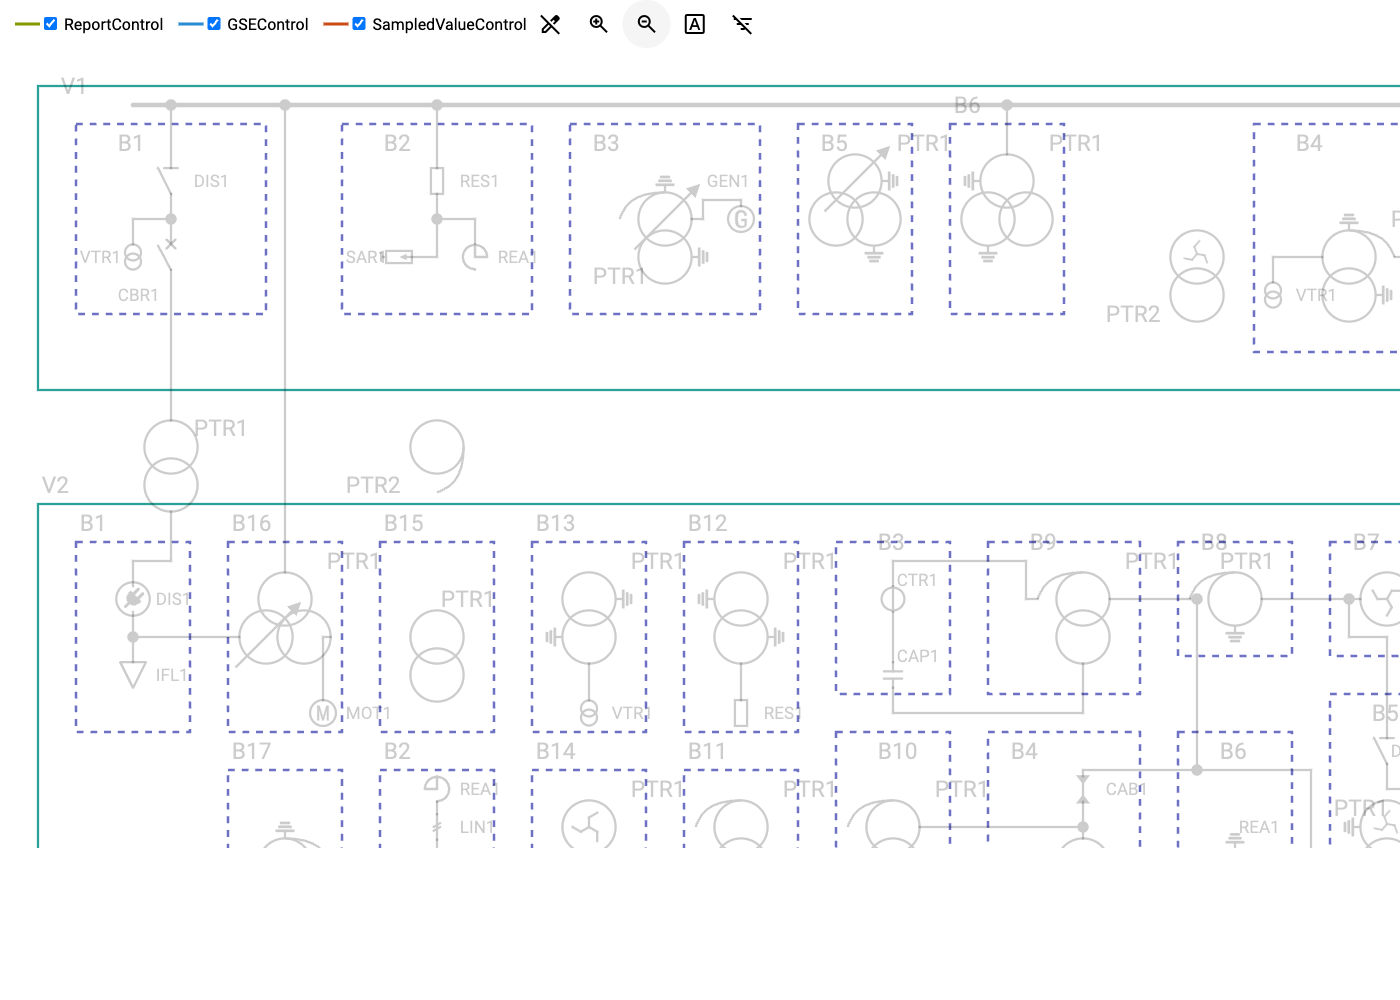 ReportControl GSEControl SampledValueControl A
V1
B6
B1 B2 B3 B5 PTR1 PTR1 B4
DIS1 RES1 GEN1
G
VTR1 SAR1 REA1
PTR1
CBR1 VTR1
PTR2
PTR1
V2 PTR2
B1 B16 B15 B13 B12
B3 B9 B8 B7
PTR1 PTR1 PTR1 PTR1 PTR1
CTR1
DIS1 PTR1
CAP1
IFL1
M MOT1 VTR1 RES1 B5
B17 B2 B14 B11 B10 B4 B6
REA1 PTR1 PTR1 PTR1 CAB1
PTR1
LIN1 REA1